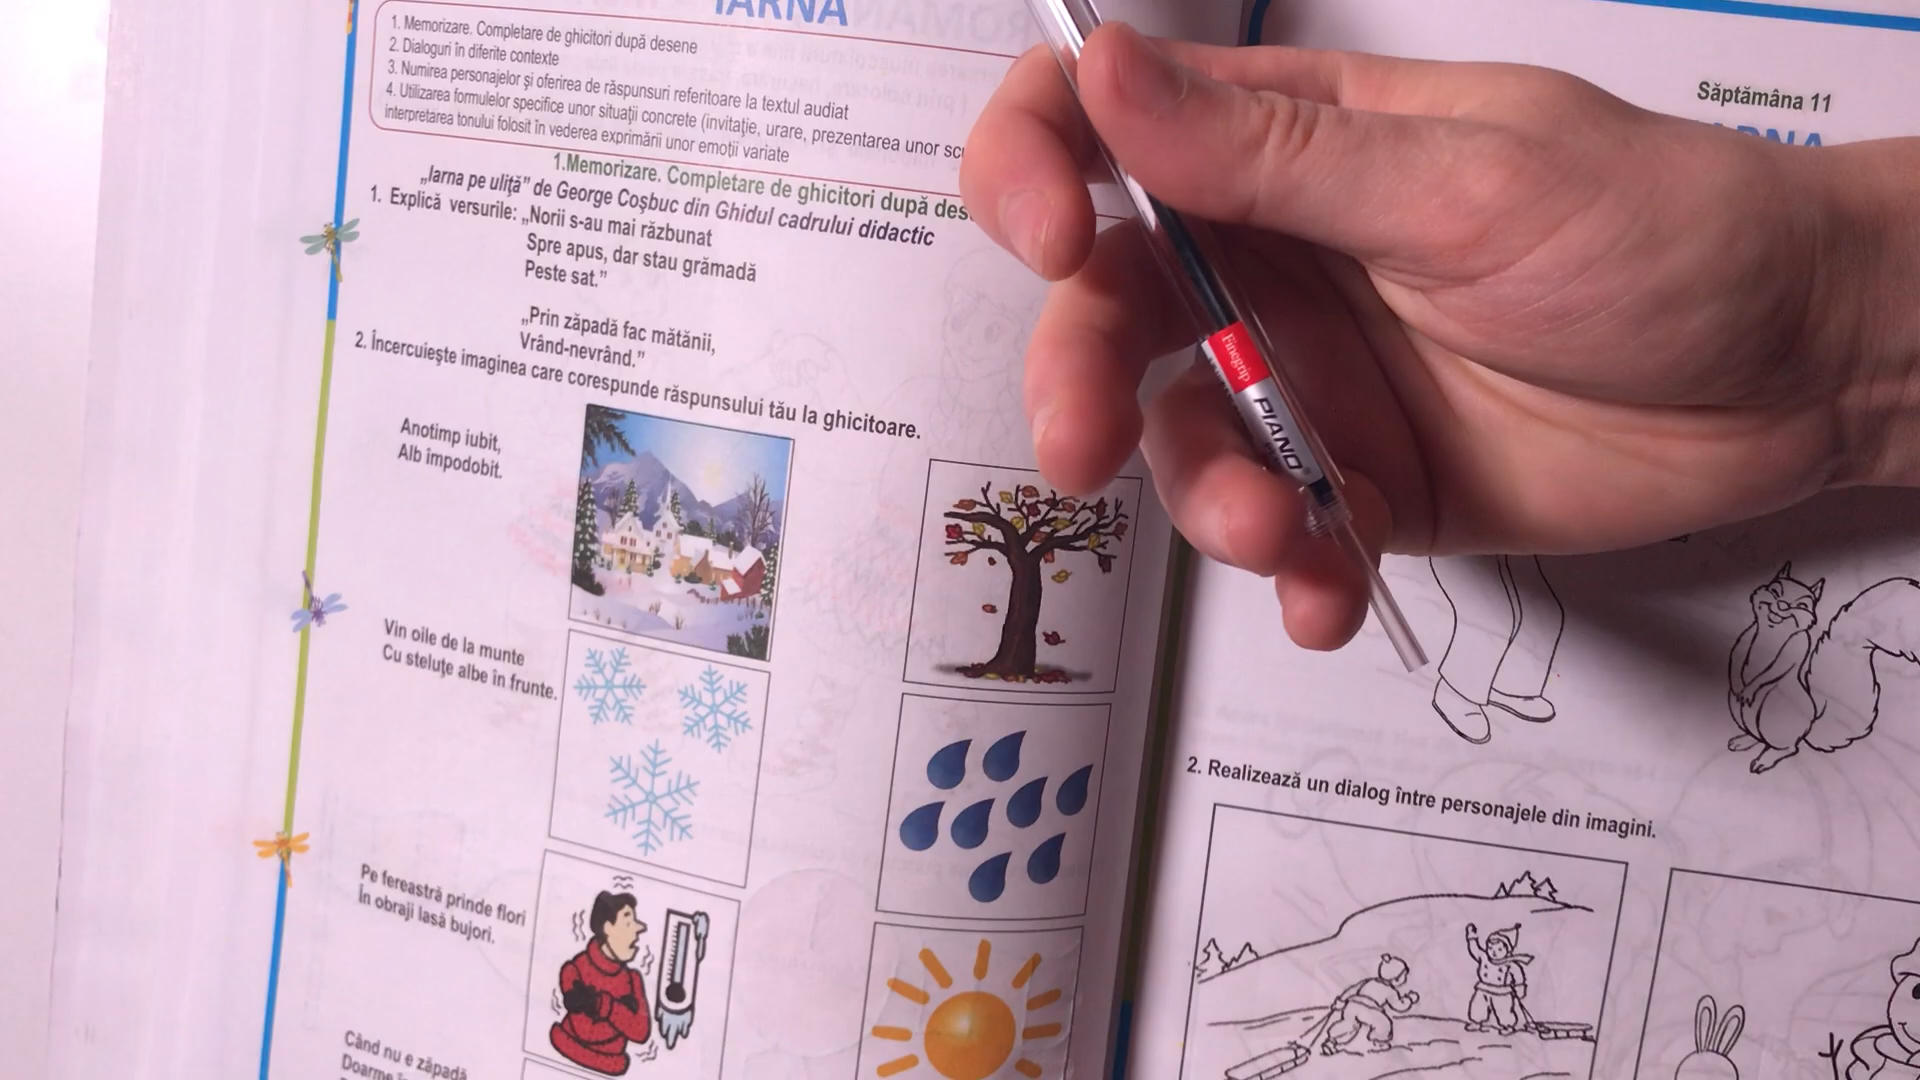 IARNA
1. Memorizare. Completare de ghicitori după desene
2. Dialoguri în diferite contexte
3. Numirea personajelor şi oferirea de răspunsuri referitoare la textul audiat
4. Utilizarea formulelor specifice unor situaţii concrete (invitaţie, urare, prezentarea unor
interpretarea tonului folosit în vederea exprimării unor emoţii variate
1.Memorizare. Completare de ghicitori după
„Iarna pe uliţă” de George Coşbuc din Ghidul cadrului didactic
1. Explică versurile: „Norii s-au mai răzbunat
Spre apus, dar stau grămadă
Peste sat.”
„Prin zăpadă fac mătănii,
Vrând-nevrând.”
2. Încercuieşte imaginea care corespunde răspunsului tău la ghicitoare.
Anotimp iubit,
Alb împodobit.
Vin oile de la munte
Cu steluţe albe în frunte.
Pe fereastră prinde flori
În obraji lasă bujori.
Când nu e zăpadă
Doarme
Finegrip
PIANO
Săptămâna 11
IARNA
2. Realizează un dialog între personajele din imagini.